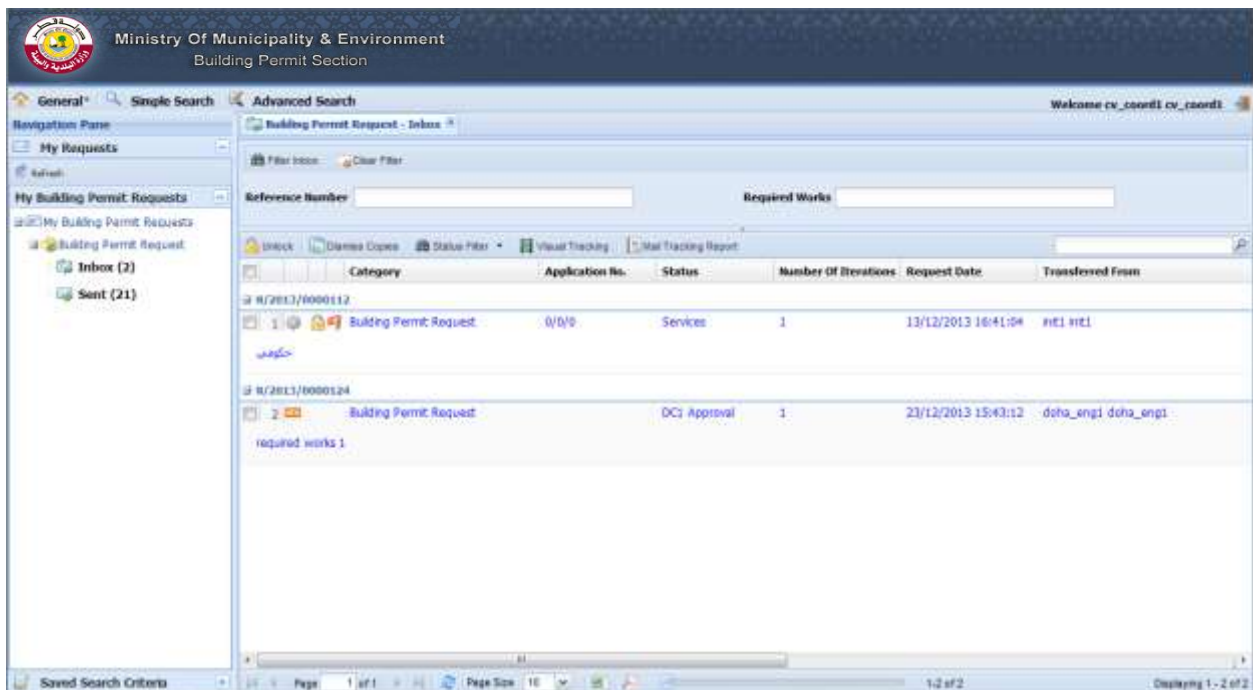 Ministry Of Municipality & Environment
Building Permit Section
General Simple Search Advanced Search
Welcome cv_coord1 cv_coord1
Navigation Pane
Building Permit Request - Inbox
My Requests
Refresh
Filter Inbox Clear Filter
My Building Permit Requests
Reference Number
Required Works
My Building Permit Requests
Building Permit Request
Inbox (2)
Sent (21)
Unlock Dismiss Copies Status Filter Visual Tracking Mail Tracking Report
Category Application No. Status Number Of Iterations Request Date Transferred From
R/2013/0000112
1 Building Permit Request 0/0/0 Services 1 13/12/2013 16:41:04 init1 init1
حكومي
R/2013/0000124
2 Building Permit Request DC1 Approval 1 23/12/2013 15:43:12 doha_eng1 doha_eng1
required works 1
Saved Search Criteria
Page 1 of 1 Page Size 10 1-2 of 2 Displaying 1 - 2 of 2